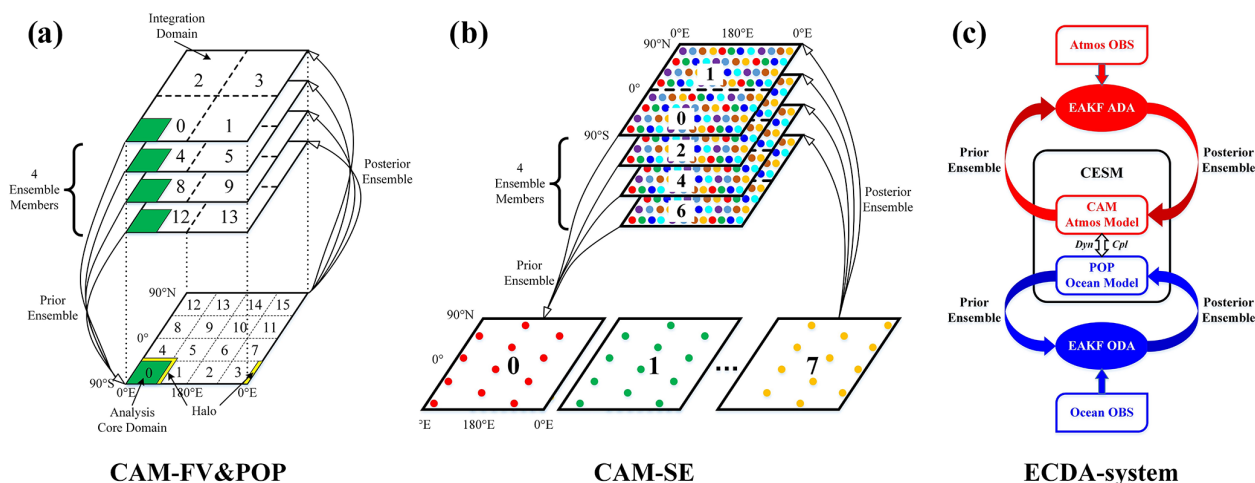 (a)
Integration
Domain
2 3
0 1
4 5
8 9
12 13
4
Ensemble
Members
Posterior
Ensemble
Prior
Ensemble
90°N
0°
90°S
12 13 14 15
8 9 10 11
4 5 6 7
0 1 2 3
0°E 180°E 0°E
Analysis
Core Domain
Halo
CAM-FV&POP
(b)
0°E 180°E 0°E
90°N
0°
90°S
1
0
2
4
6
4
Ensemble
Members
Posterior
Ensemble
Prior
Ensemble
90°N
0°
90°S
0 1 ... 7
°E 180°E 0°E
CAM-SE
(c)
Atmos OBS
EAKF ADA
Prior
Ensemble
Posterior
Ensemble
CESM
CAM
Atmos Model
Dyn Cpl
POP
Ocean Model
Prior
Ensemble
Posterior
Ensemble
EAKF ODA
Ocean OBS
ECDA-system